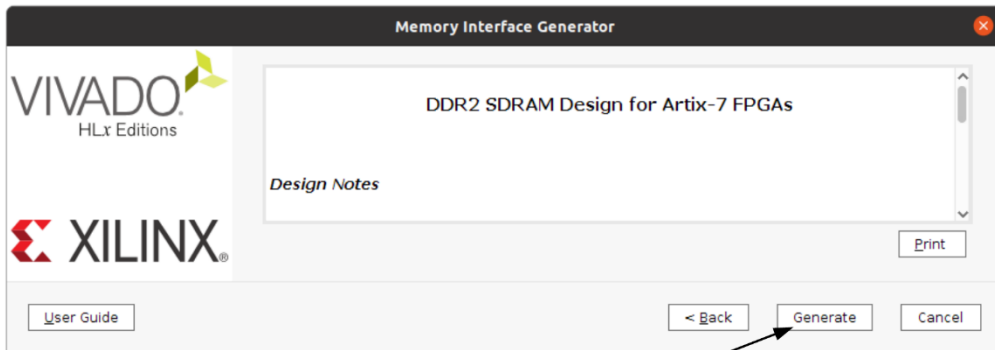 Memory Interface Generator
VIVADO.
HLx Editions
DDR2 SDRAM Design for Artix-7 FPGAs
Design Notes
XILINX®
Print
User Guide
< Back
Generate
Cancel